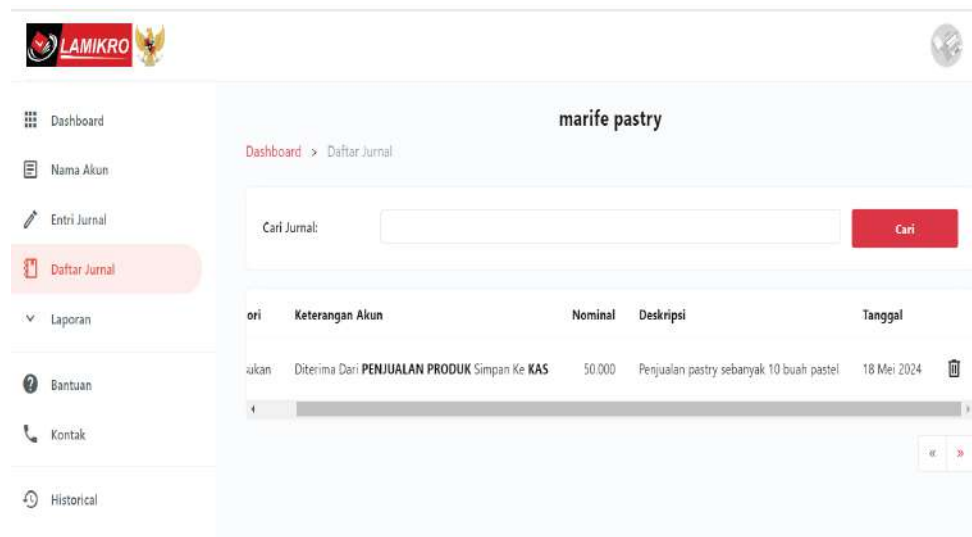 LAMIKRO
Dashboard
Nama Akun
Entri Jurnal
Daftar Jurnal
Laporan
Bantuan
Kontak
Historical
marife pastry
Dashboard > Daftar Jurnal
Cari Jurnal:
Cari
ori Keterangan Akun Nominal Deskripsi Tanggal
sukan Diterima Dari PENJUALAN PRODUK Simpan Ke KAS 50.000 Penjualan pastry sebanyak 10 buah pastel 18 Mei 2024
« »